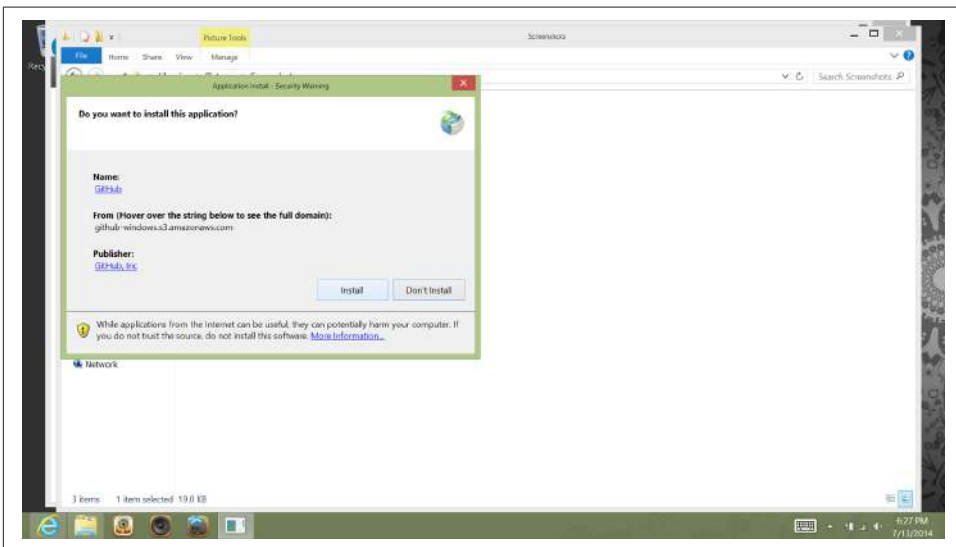 Picture Tools
Screenshots
File Home Share View Manage
Search Screenshots
Application Install - Security Warning
Do you want to install this application?
Name:
GitHub
From (Hover over the string below to see the full domain):
github-windows.s3.amazonaws.com
Publisher:
GitHub, Inc
Install Don't Install
While applications from the Internet can be useful, they can potentially harm your computer. If
you do not trust the source, do not install this software. More Information...
Network
3 items 1 item selected 19.0 KB
6:27 PM
7/13/2014